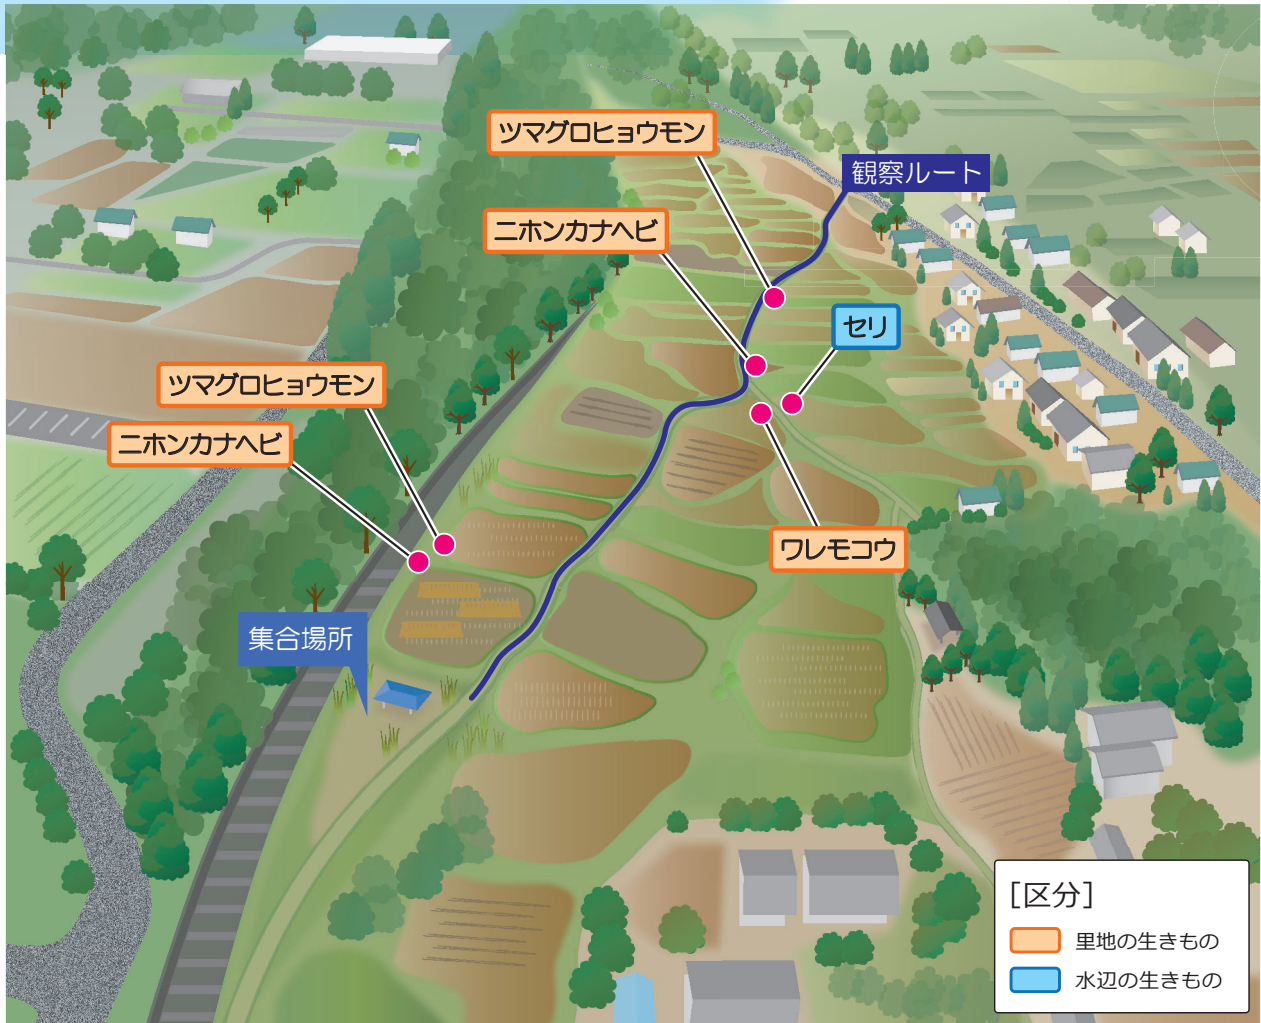 ツマグロヒョウモン
観察ルート
ニホンカナヘビ
セリ
ツマグロヒョウモン
ニホンカナヘビ
ワレモコウ
集合場所
[区分]
里地の生きもの
水辺の生きもの